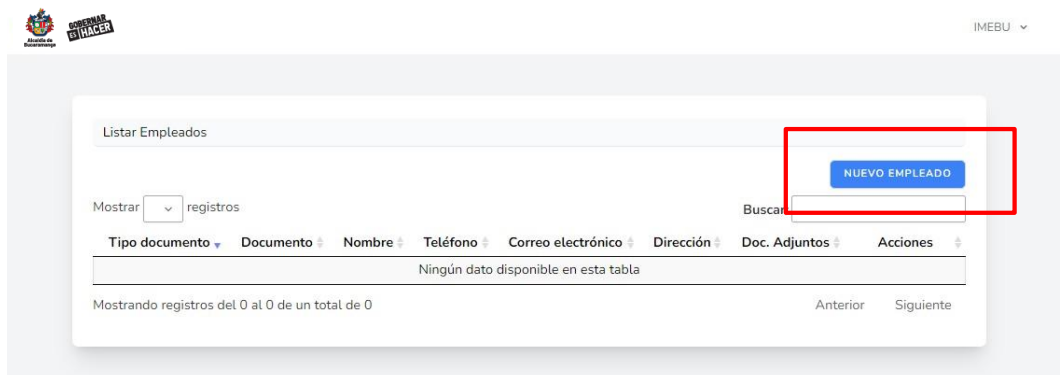 Alcaldía de
Bucaramanga
GOBERNAR
ES HACER
IMEBU
Listar Empleados
NUEVO EMPLEADO
Mostrar registros
Buscar
Tipo documento Documento Nombre Teléfono Correo electrónico Dirección Doc. Adjuntos Acciones
Ningún dato disponible en esta tabla
Mostrando registros del 0 al 0 de un total de 0
Anterior Siguiente